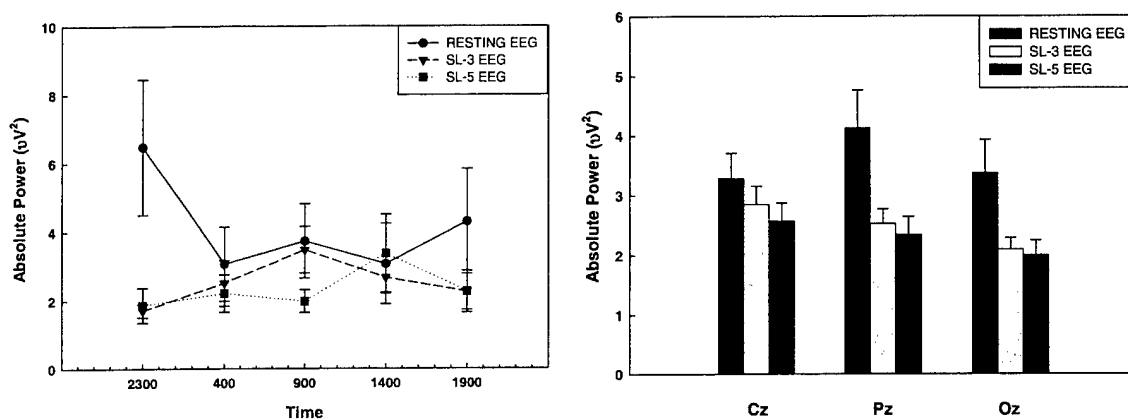 10
8
6
4
2
0
Absolute Power (υV²)
RESTING EEG
SL-3 EEG
SL-5 EEG
2300 400 900 1400 1900
Time
6
5
4
3
2
1
0
Absolute Power (υV²)
RESTING EEG
SL-3 EEG
SL-5 EEG
Cz Pz Oz